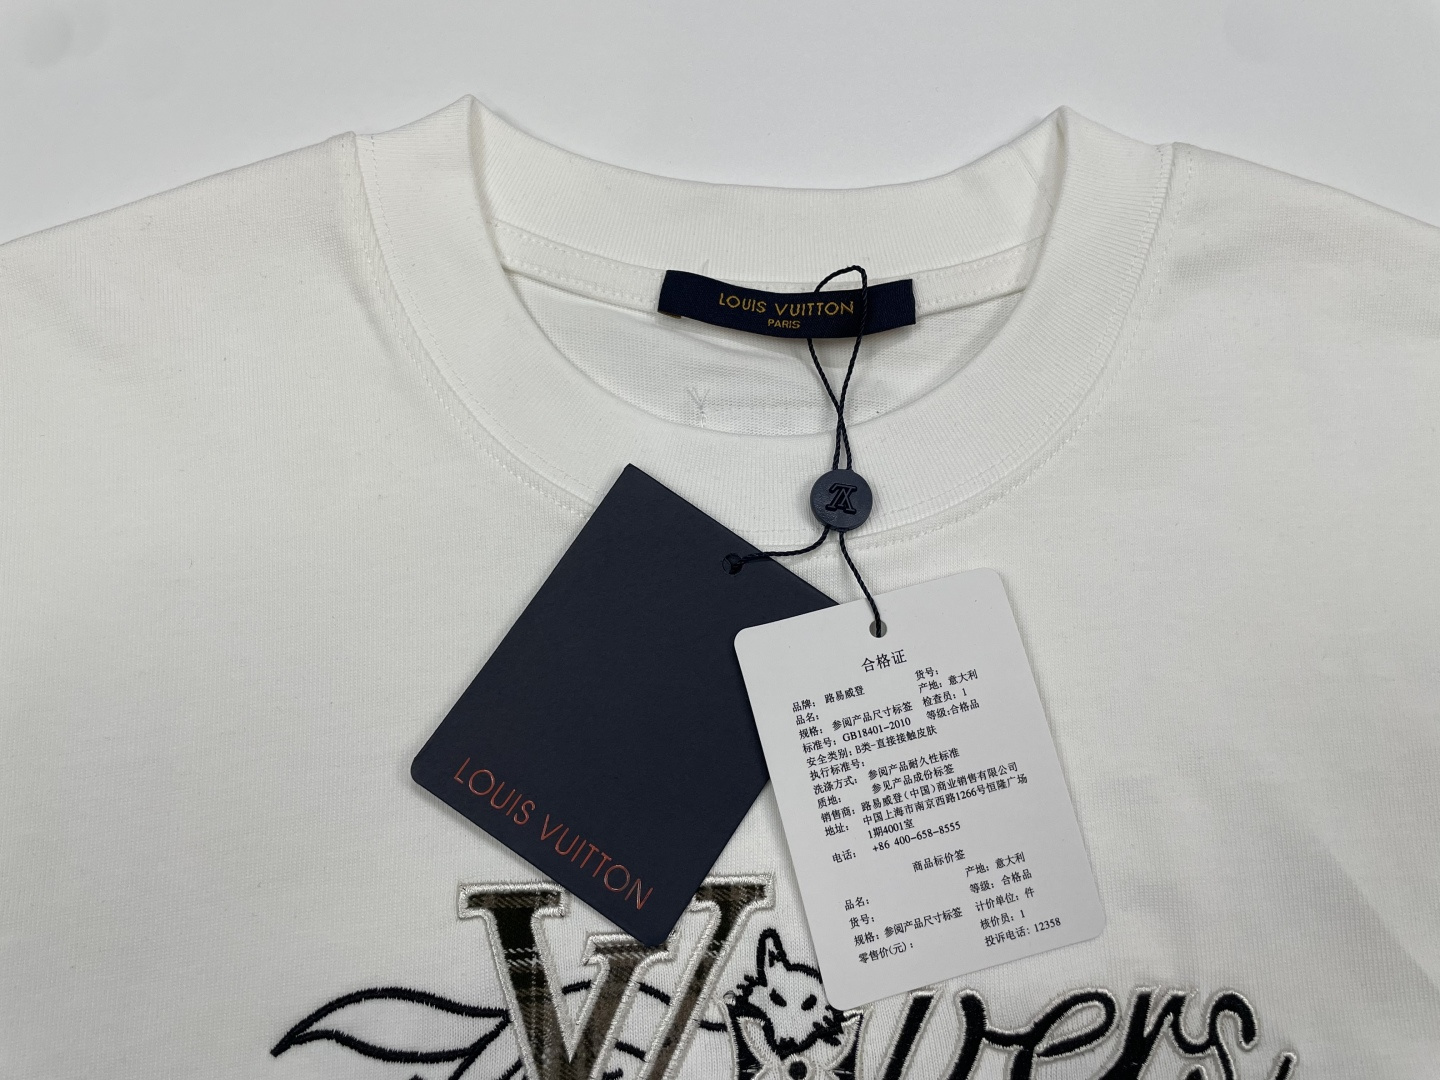 LOUIS VUITTON
PARIS
LOUIS VUITTON
合格证
品牌： 路易威登 货号：
品名： 产地：意大利
规格： 参阅产品尺寸标签 检查员：1
标准号：GB18401-2010 等级:合格品
安全类别：B类-直接接触皮肤
执行标准号：
洗涤方式： 参阅产品耐久性标准
质地： 参见产品成份标签
销售商：路易威登(中国)商业销售有限公司
地址： 中国上海市南京西路1266号恒隆广场
1期4001室
电话： +86 400-658-8555
商品标价签
品名： 产地：意大利
货号： 等级：合格品
规格：参阅产品尺寸标签 计价单位：件
零售价(元)： 核价员：1
投诉电话：12358